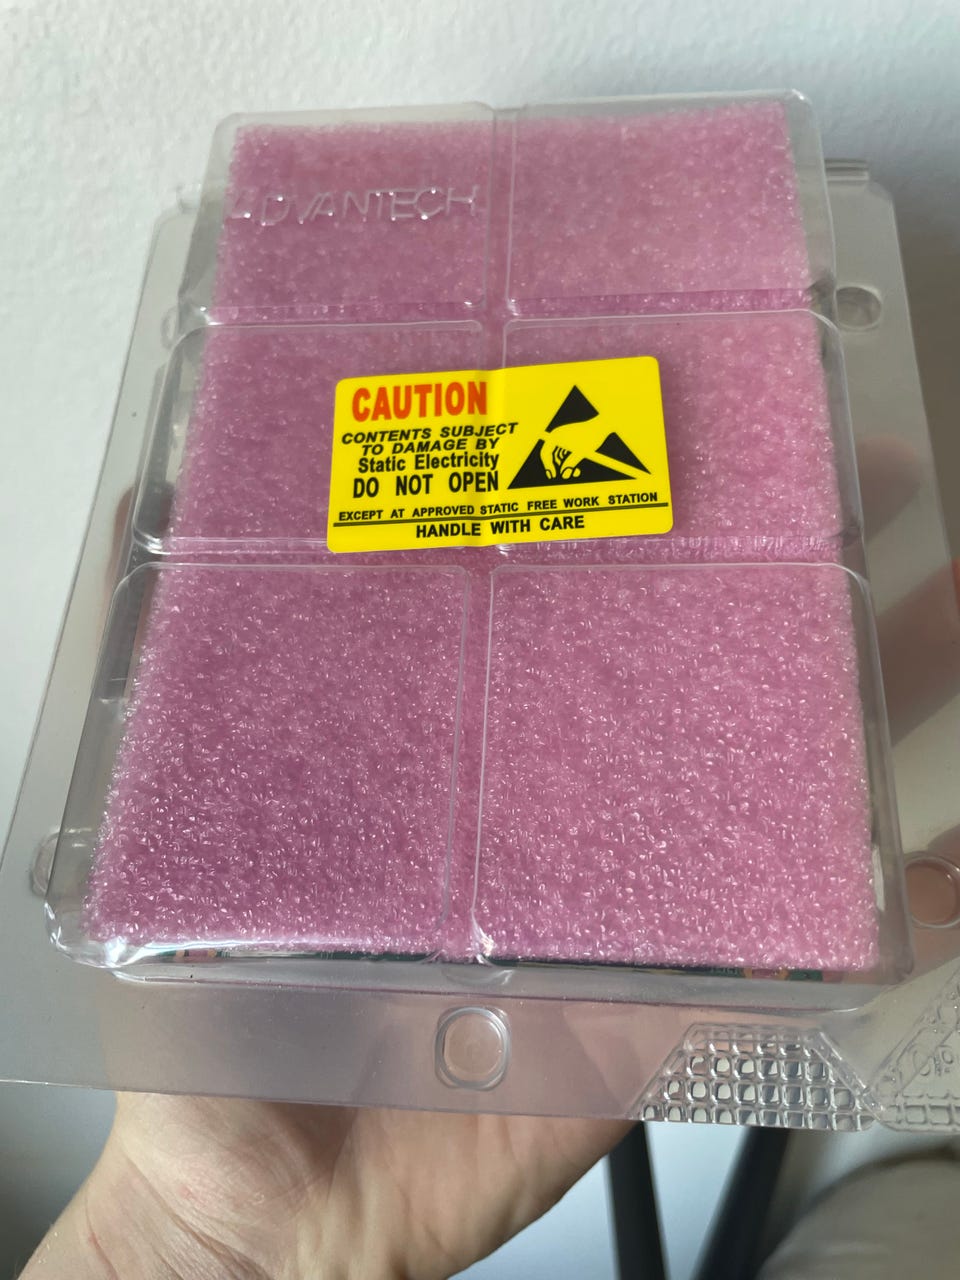 ADVANTECH
CAUTION
CONTENTS SUBJECT
TO DAMAGE BY
Static Electricity
DO NOT OPEN
EXCEPT AT APPROVED STATIC FREE WORK STATION
HANDLE WITH CARE